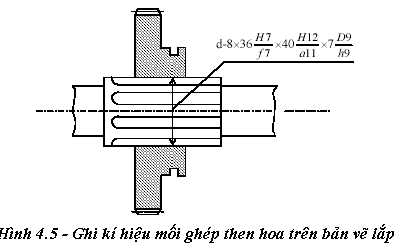 d-8×36 H7/f7 ×40 H12/a11 ×7 D9/h9
Hình 4.5 - Ghi kí hiệu mối ghép then hoa trên bản vẽ lắp